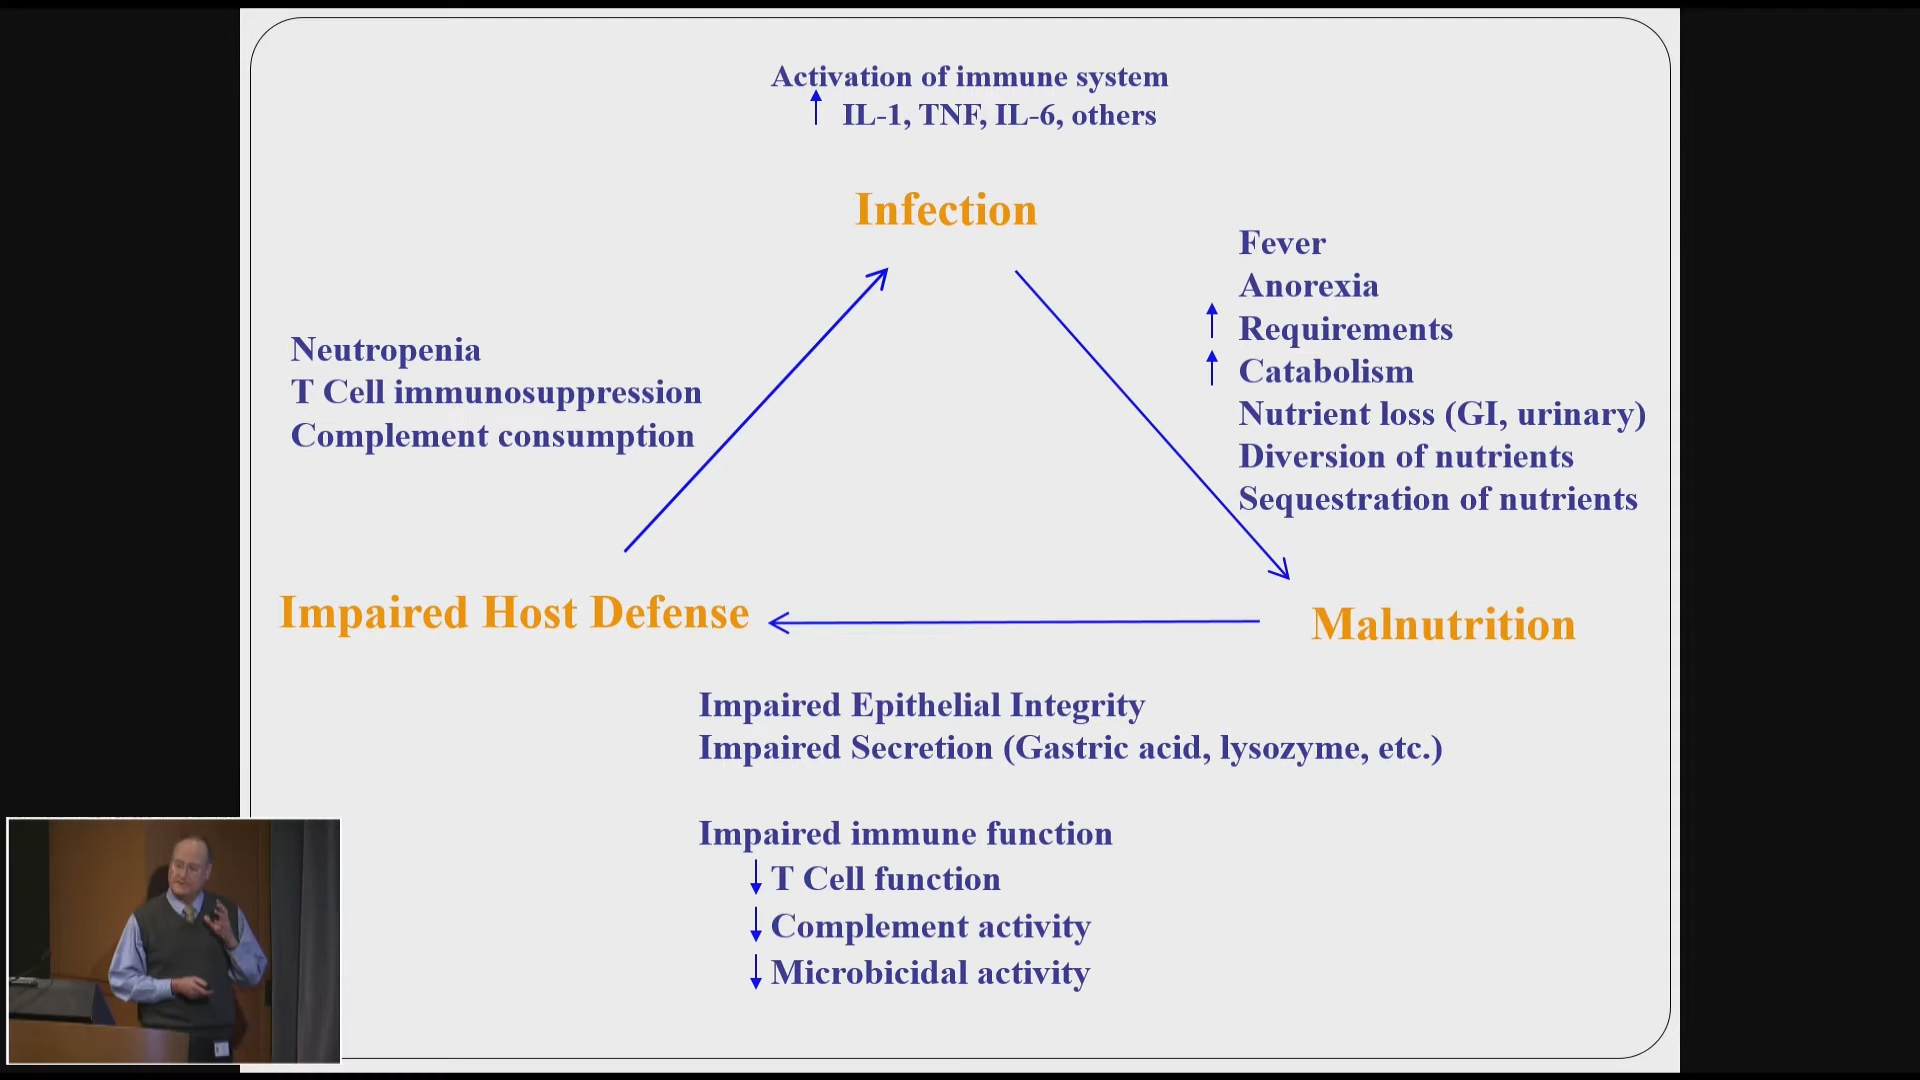 Activation of immune system
IL-1, TNF, IL-6, others
Infection
Fever
Anorexia
Requirements
Catabolism
Nutrient loss (GI, urinary)
Diversion of nutrients
Sequestration of nutrients
Neutropenia
T Cell immunosuppression
Complement consumption
Impaired Host Defense
Malnutrition
Impaired Epithelial Integrity
Impaired Secretion (Gastric acid, lysozyme, etc.)
Impaired immune function
T Cell function
Complement activity
Microbicidal activity